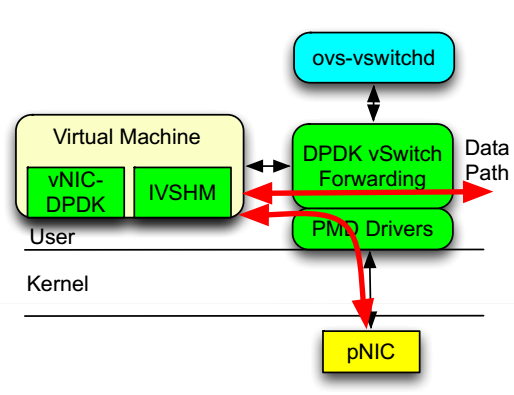 ovs-vswitchd
Virtual Machine
vNIC-
DPDK
IVSHM
DPDK vSwitch
Forwarding
Data
Path
PMD Drivers
User
Kernel
pNIC